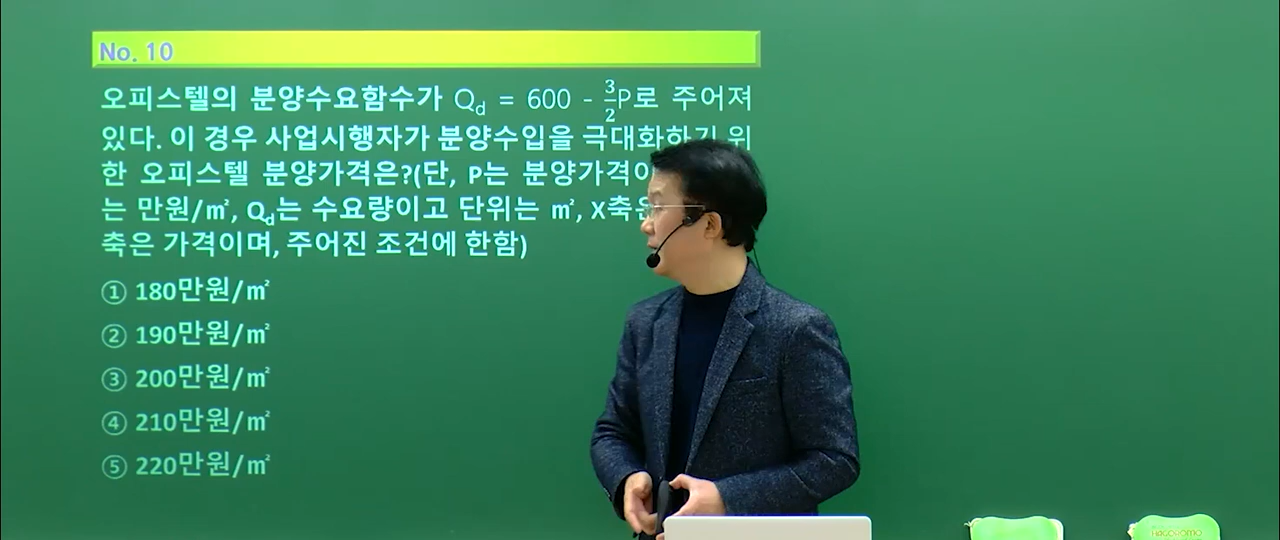 No. 10
오피스텔의 분양수요함수가 Qd = 600 - 3/2P로 주어져
있다. 이 경우 사업시행자가 분양수입을 극대화하기 위
한 오피스텔 분양가격은?(단, P는 분양가격이
는 만원/㎡, Qd는 수요량이고 단위는 ㎡, X축은
축은 가격이며, 주어진 조건에 한함)
① 180만원/㎡
② 190만원/㎡
③ 200만원/㎡
④ 210만원/㎡
⑤ 220만원/㎡